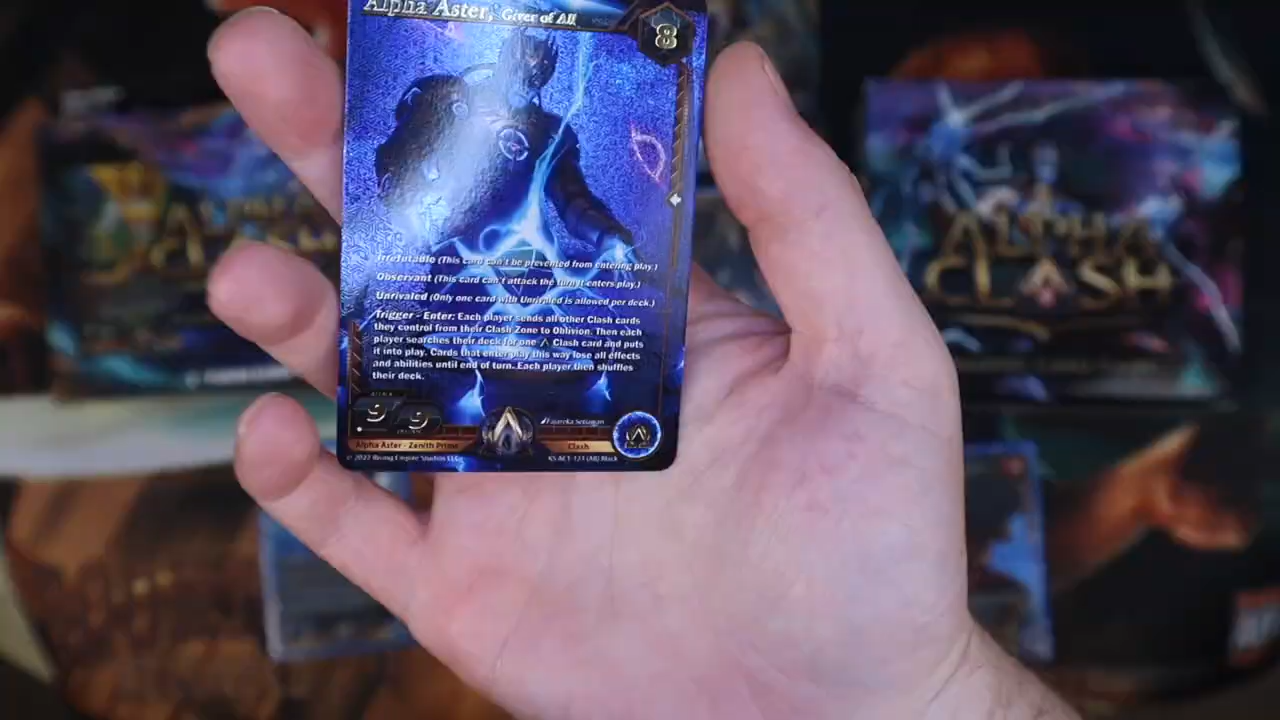 Alpha Aster, Giver of All
8
Irrefutable (This card can't be prevented from entering play.)
Observant (This card can't attack the turn it enters play.)
Unrivaled (Only one card with Unrivaled is allowed per deck.)
Trigger - Enter: Each player sends all other Clash cards
they control from their Clash Zone to Oblivion. Then each
player searches their deck for one Clash card and puts
it into play. Cards that enter play this way lose all effects
and abilities until end of turn. Each player then shuffles
their deck.
9 / 9
Alpha Aster - Zenith Prime
Clash
© 2022 Rising Empire Studios LLC
ALPHA
CLASH